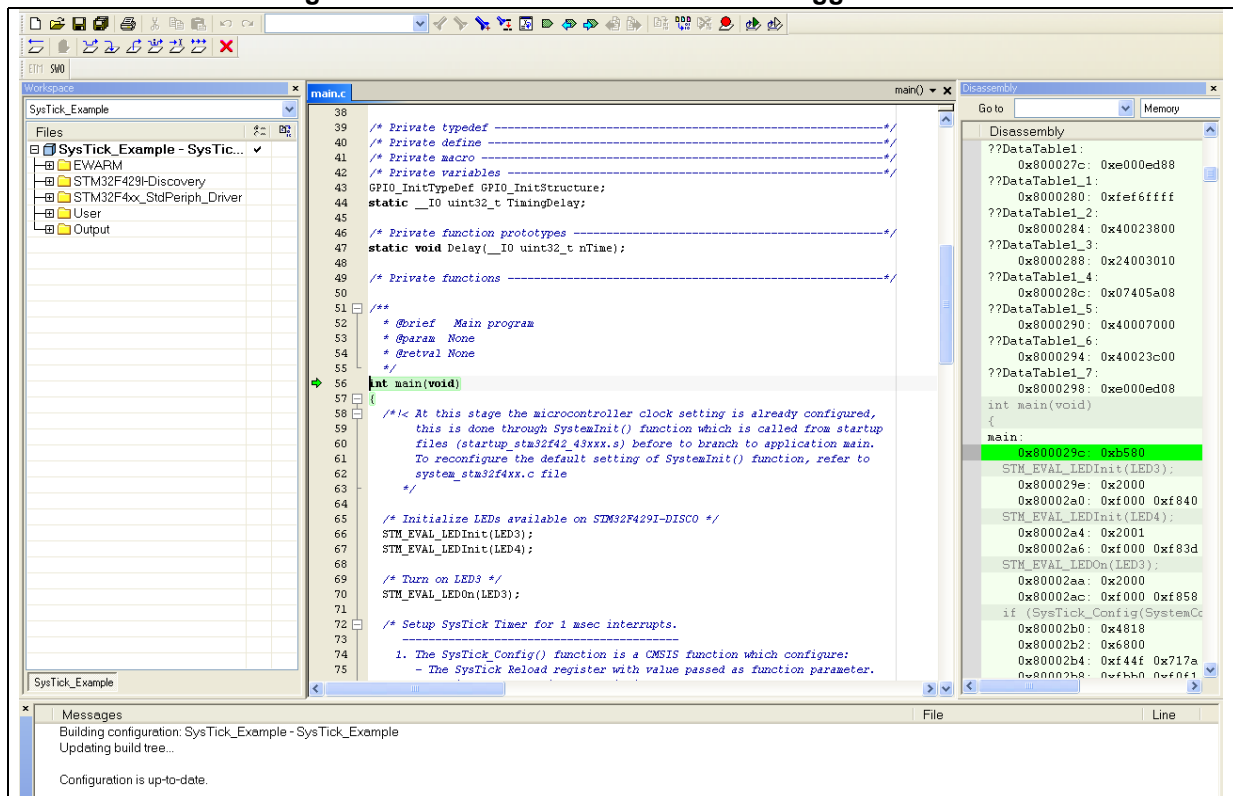 ETM SWO
Workspace
SysTick_Example
Files
SysTick_Example - SysTic...
EWARM
STM32F429I-Discovery
STM32F4xx_StdPeriph_Driver
User
Output
SysTick_Example
main.c
main()
38
39 /* Private typedef -----------------------------------------------------------*/
40 /* Private define ------------------------------------------------------------*/
41 /* Private macro -------------------------------------------------------------*/
42 /* Private variables ---------------------------------------------------------*/
43 GPIO_InitTypeDef GPIO_InitStructure;
44 static __IO uint32_t TimingDelay;
45
46 /* Private function prototypes -----------------------------------------------*/
47 static void Delay(__IO uint32_t nTime);
48
49 /* Private functions ---------------------------------------------------------*/
50
51 /**
52 * @brief Main program
53 * @param None
54 * @retval None
55 */
56 int main(void)
57 {
58 /*!< At this stage the microcontroller clock setting is already configured,
59 this is done through SystemInit() function which is called from startup
60 files (startup_stm32f42_43xxx.s) before to branch to application main.
61 To reconfigure the default setting of SystemInit() function, refer to
62 system_stm32f4xx.c file
63 */
64
65 /* Initialize LEDs available on STM32F429I-DISCO */
66 STM_EVAL_LEDInit(LED3);
67 STM_EVAL_LEDInit(LED4);
68
69 /* Turn on LED3 */
70 STM_EVAL_LEDOn(LED3);
71
72 /* Setup SysTick Timer for 1 msec interrupts.
73 ------------------------------------------
74 1. The SysTick_Config() function is a CMSIS function which configure:
75 - The SysTick Reload register with value passed as function parameter.
Disassembly
Go to
Memory
Disassembly
??DataTable1:
0x800027c: 0xe000ed88
??DataTable1_1:
0x8000280: 0xfef6ffff
??DataTable1_2:
0x8000284: 0x40023800
??DataTable1_3:
0x8000288: 0x24003010
??DataTable1_4:
0x800028c: 0x07405a08
??DataTable1_5:
0x8000290: 0x40007000
??DataTable1_6:
0x8000294: 0x40023c00
??DataTable1_7:
0x8000298: 0xe000ed08
int main(void)
{
main:
0x800029c: 0xb580
STM_EVAL_LEDInit(LED3);
0x800029e: 0x2000
0x80002a0: 0xf000 0xf840
STM_EVAL_LEDInit(LED4);
0x80002a4: 0x2001
0x80002a6: 0xf000 0xf83d
STM_EVAL_LEDOn(LED3);
0x80002aa: 0x2000
0x80002ac: 0xf000 0xf858
if (SysTick_Config(SystemCo
0x80002b0: 0x4818
0x80002b2: 0x6800
0x80002b4: 0xf44f 0x717a
0x80002b8: 0xfbb0 0xf0f1
Messages
File
Line
Building configuration: SysTick_Example - SysTick_Example
Updating build tree...
Configuration is up-to-date.